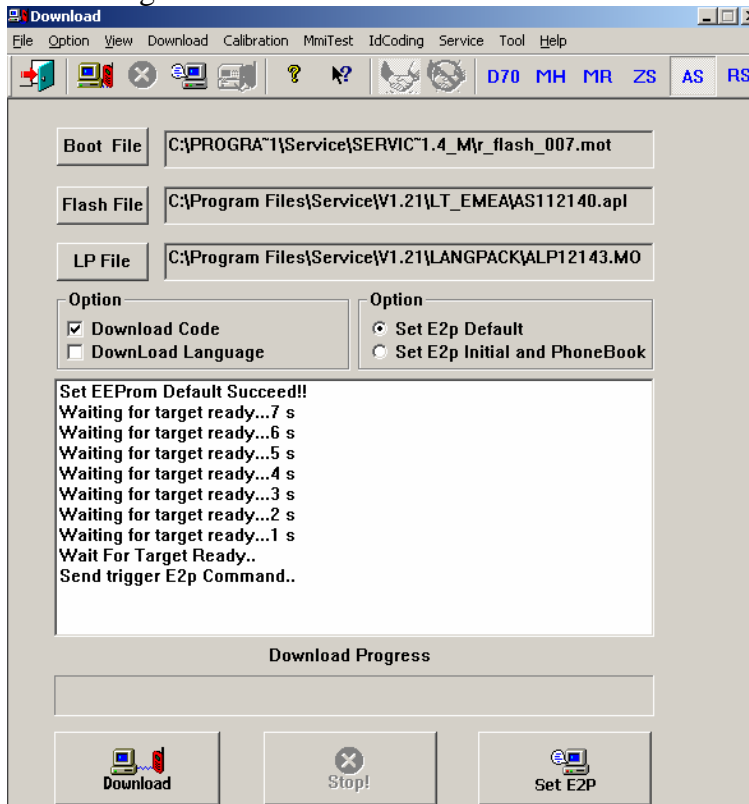 Download
File Option View Download Calibration MmiTest IdCoding Service Tool Help
D70 MH MR ZS AS RS
Boot File C:\PROGRA~1\Service\SERVIC~1.4_M\r_flash_007.mot
Flash File C:\Program Files\Service\V1.21\LT_EMEA\AS112140.apl
LP File C:\Program Files\Service\V1.21\LANGPACK\ALP12143.MO
Option Option
Download Code Set E2p Default
DownLoad Language Set E2p Initial and PhoneBook
Set EEProm Default Succeed!!
Waiting for target ready...7 s
Waiting for target ready...6 s
Waiting for target ready...5 s
Waiting for target ready...4 s
Waiting for target ready...3 s
Waiting for target ready...2 s
Waiting for target ready...1 s
Wait For Target Ready..
Send trigger E2p Command..
Download Progress
Download Stop! Set E2P